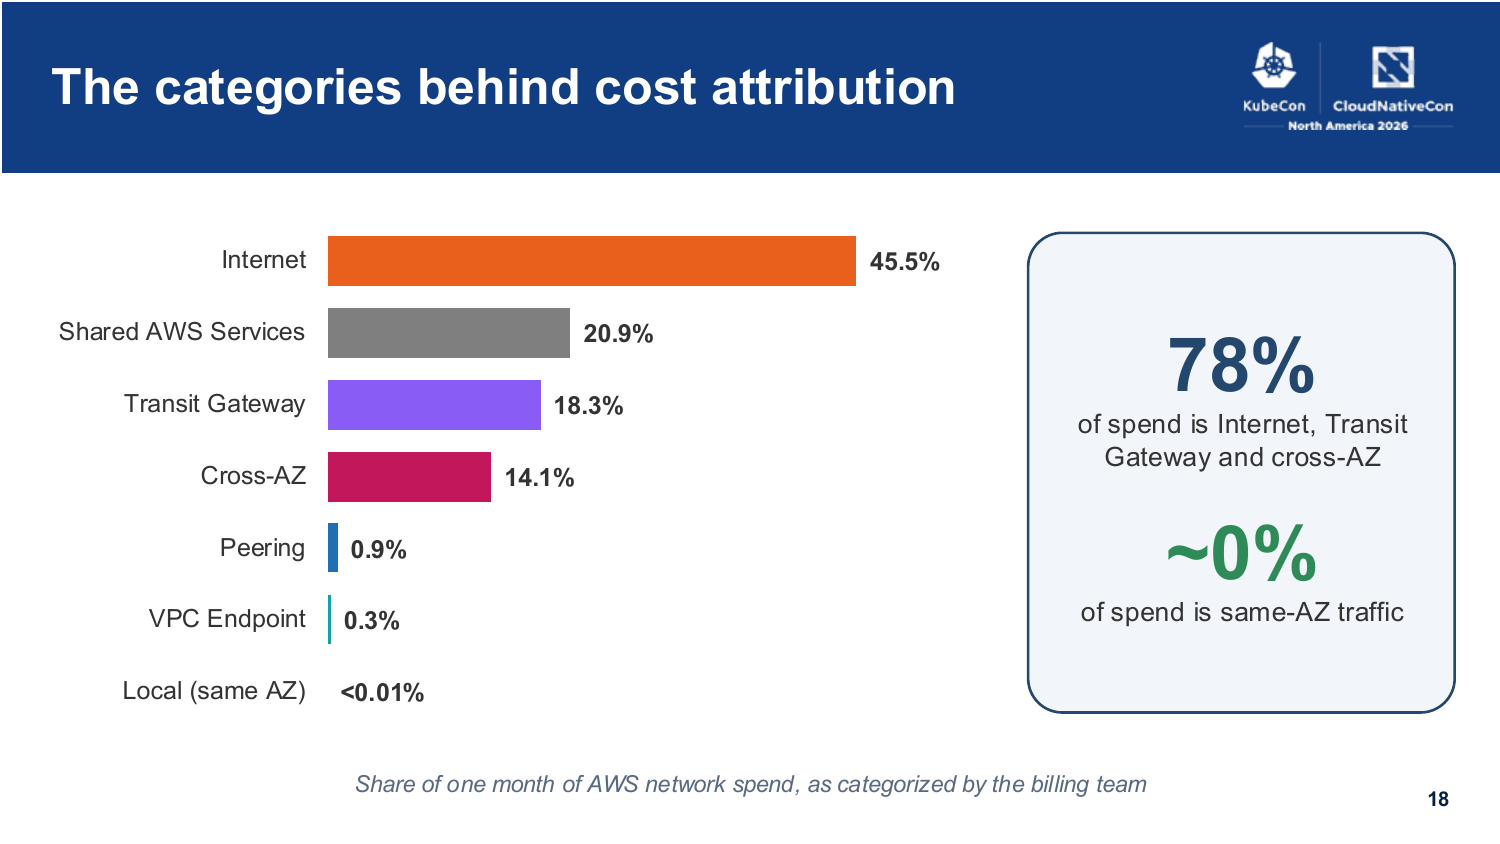 The categories behind cost attribution
KubeCon
CloudNativeCon
North America 2026
Internet
45.5%
Shared AWS Services
20.9%
Transit Gateway
18.3%
Cross-AZ
14.1%
Peering
0.9%
VPC Endpoint
0.3%
Local (same AZ)
<0.01%
78%
of spend is Internet, Transit
Gateway and cross-AZ
~0%
of spend is same-AZ traffic
Share of one month of AWS network spend, as categorized by the billing team
18